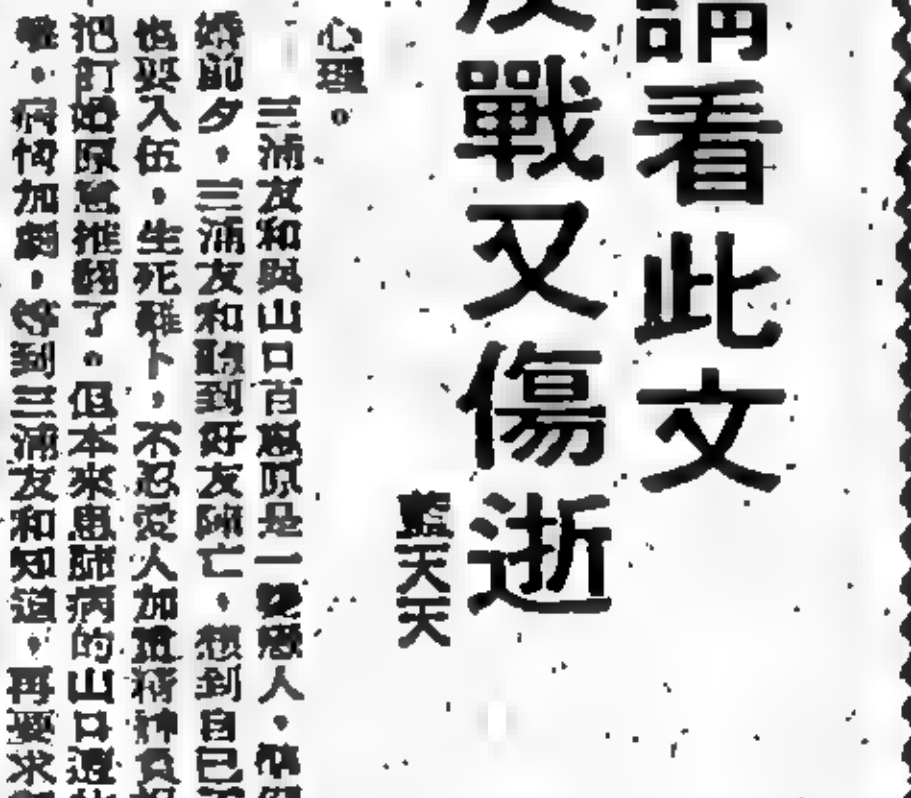 看此文
戰又傷逝
藍天天
心理。
三浦友和與山口百惠原是一雙戀人,
婚前夕,三浦友和聽到好友陣亡,想到自己
也要入伍,生死難卜,不忍愛人加重精神負
把訂婚原意推翻了。但本來患肺病的山口遭
病情加劇,等到三浦友和知道,再要求